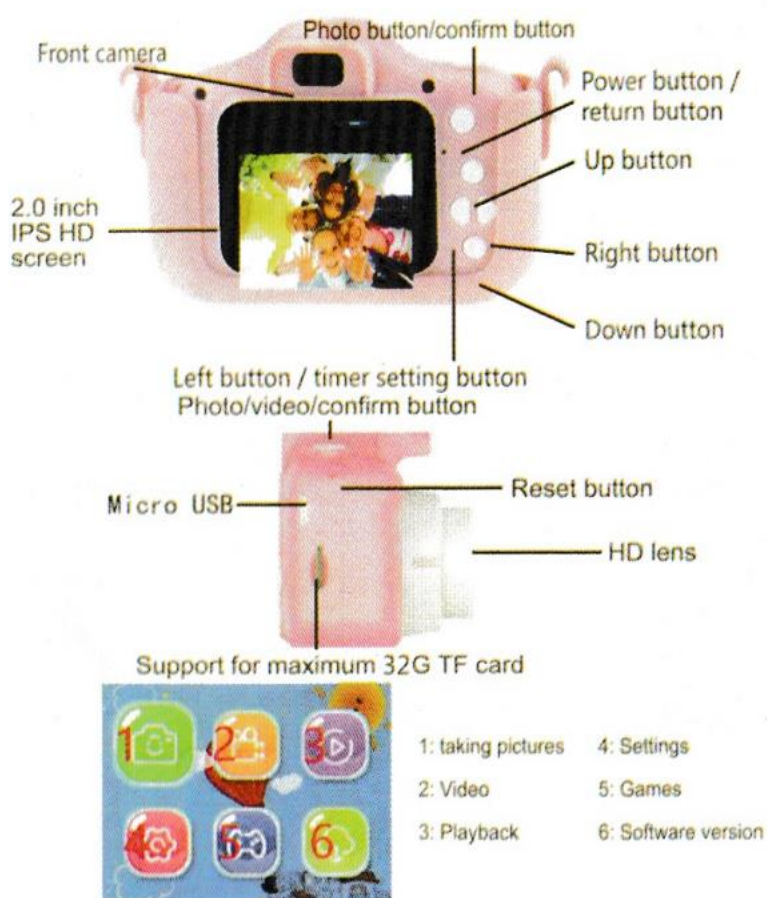 Photo button/confirm button
Front camera
Power button /
return button
Up button
2.0 inch
IPS HD
screen
Right button
Down button
Left button / timer setting button
Photo/video/confirm button
Micro USB
Reset button
HD lens
Support for maximum 32G TF card
1 2 3
4 5 6
1: taking pictures 4: Settings
2: Video 5: Games
3: Playback 6: Software version